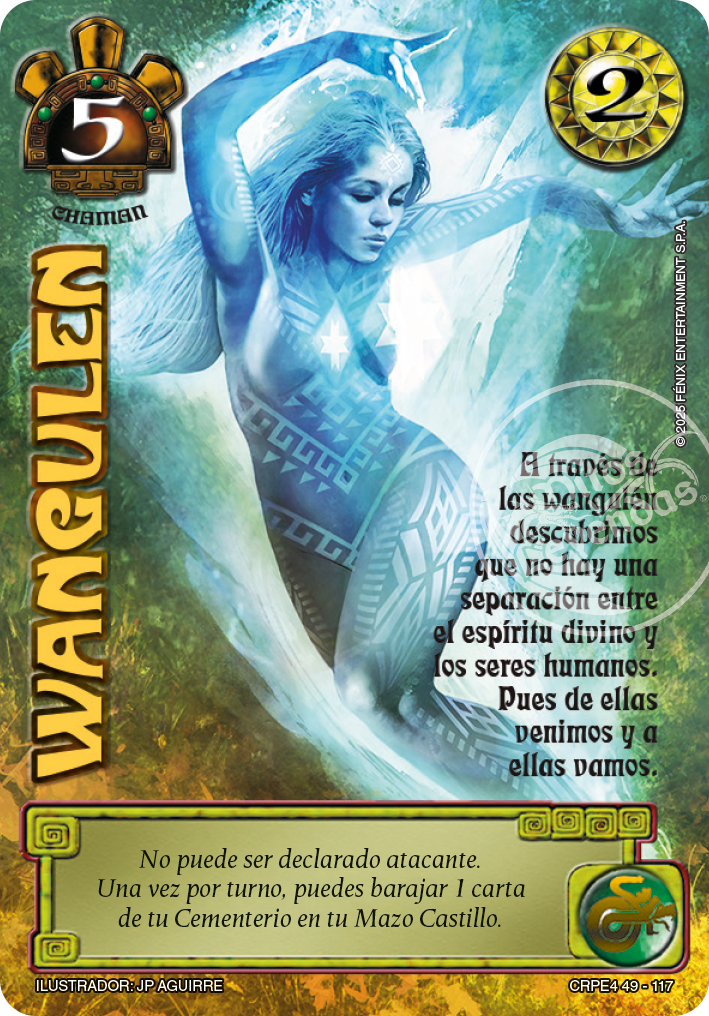 5
2
CHAMAN
WANGULEN
© 2025 FÉNIX ENTERTAINMENT S.P.A.
A través de
las wanguién
descubrimos
que no hay una
separación entre
el espíritu divino y
los seres humanos.
Pues de ellas
venimos y a
ellas vamos.
No puede ser declarado atacante.
Una vez por turno, puedes barajar 1 carta
de tu Cementerio en tu Mazo Castillo.
ILUSTRADOR: JP AGUIRRE
CRPE4 49 - 117